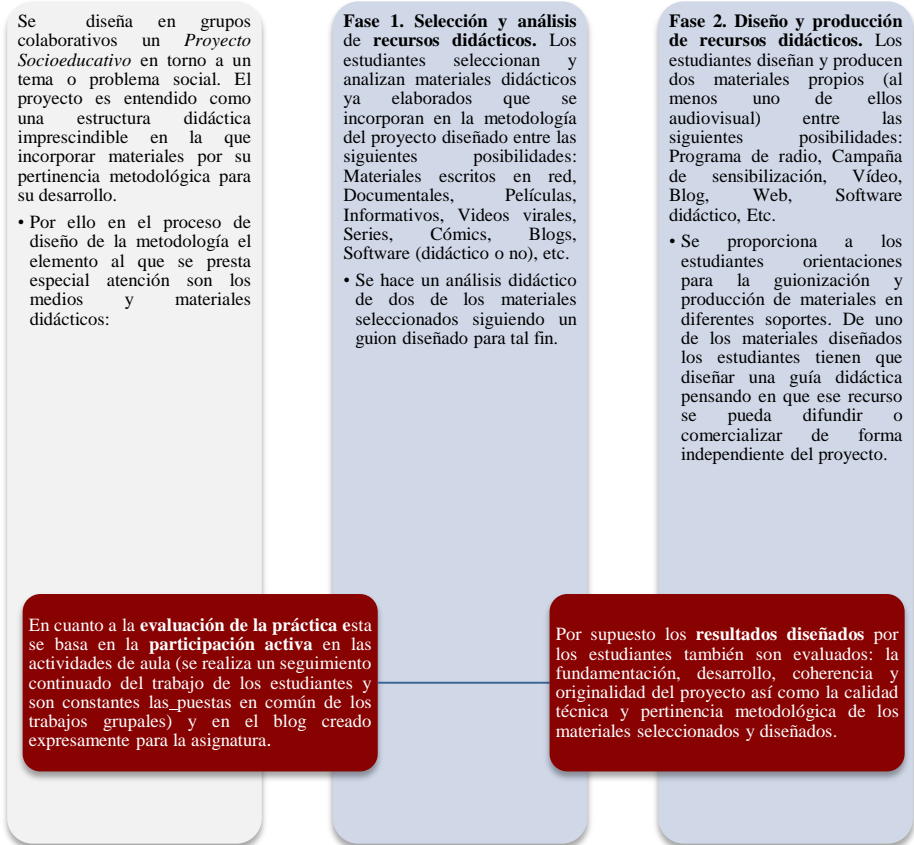 Se diseña en grupos
colaborativos un Proyecto
Socioeducativo en torno a un
tema o problema social. El
proyecto es entendido como
una estructura didáctica
imprescindible en la que
incorporar materiales por su
pertinencia metodológica para
su desarrollo.
• Por ello en el proceso de
diseño de la metodología el
elemento al que se presta
especial atención son los
medios y materiales
didácticos:
Fase 1. Selección y análisis
de recursos didácticos. Los
estudiantes seleccionan y
analizan materiales didácticos
ya elaborados que se
incorporan en la metodología
del proyecto diseñado entre las
siguientes posibilidades:
Materiales escritos en red,
Documentales, Películas,
Informativos, Videos virales,
Series, Cómics, Blogs,
Software (didáctico o no), etc.
• Se hace un análisis didáctico
de dos de los materiales
seleccionados siguiendo un
guion diseñado para tal fin.
Fase 2. Diseño y producción
de recursos didácticos. Los
estudiantes diseñan y producen
dos materiales propios (al
menos uno de ellos
audiovisual) entre las
siguientes posibilidades:
Programa de radio, Campaña
de sensibilización, Vídeo,
Blog, Web, Software
didáctico, Etc.
• Se proporciona a los
estudiantes orientaciones
para la guionización y
producción de materiales en
diferentes soportes. De uno
de los materiales diseñados
los estudiantes tienen que
diseñar una guía didáctica
pensando en que ese recurso
se pueda difundir o
comercializar de forma
independiente del proyecto.
En cuanto a la evaluación de la práctica esta
se basa en la participación activa en las
actividades de aula (se realiza un seguimiento
continuado del trabajo de los estudiantes y
son constantes las puestas en común de los
trabajos grupales) y en el blog creado
expresamente para la asignatura.
Por supuesto los resultados diseñados por
los estudiantes también son evaluados: la
fundamentación, desarrollo, coherencia y
originalidad del proyecto así como la calidad
técnica y pertinencia metodológica de los
materiales seleccionados y diseñados.